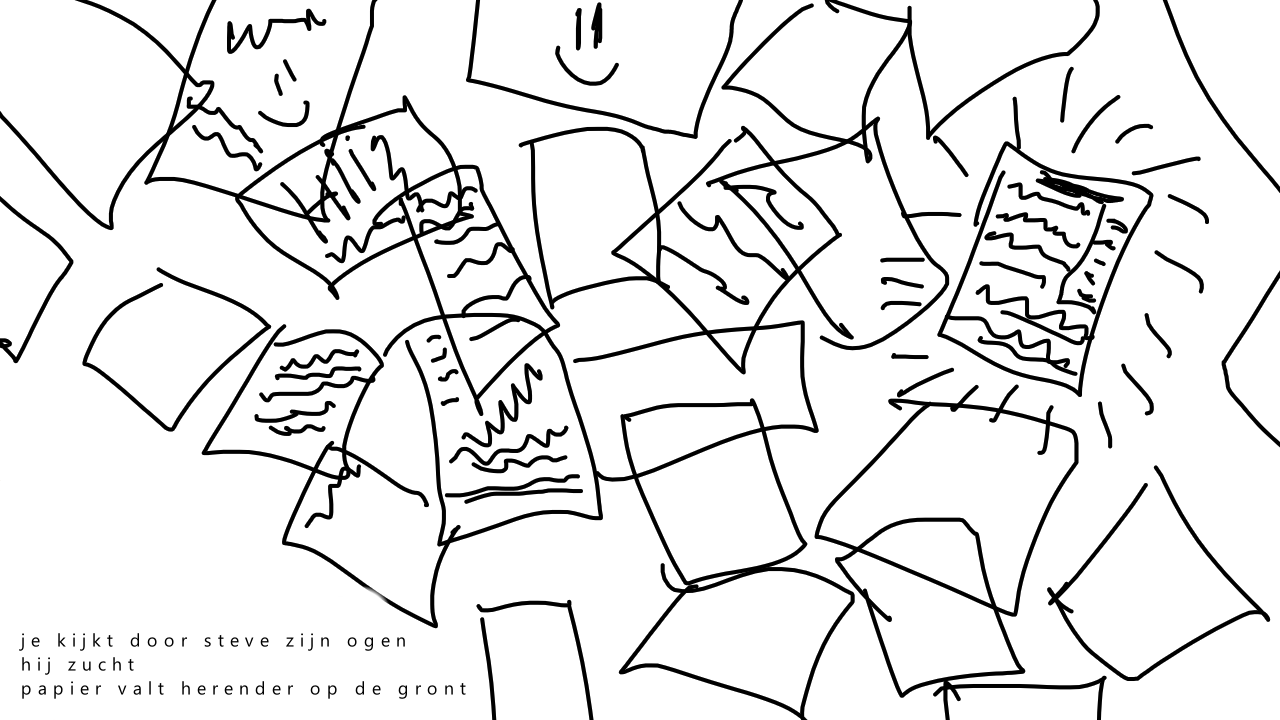 je kijkt door steve zijn ogen
hij zucht
papier valt herender op de gront